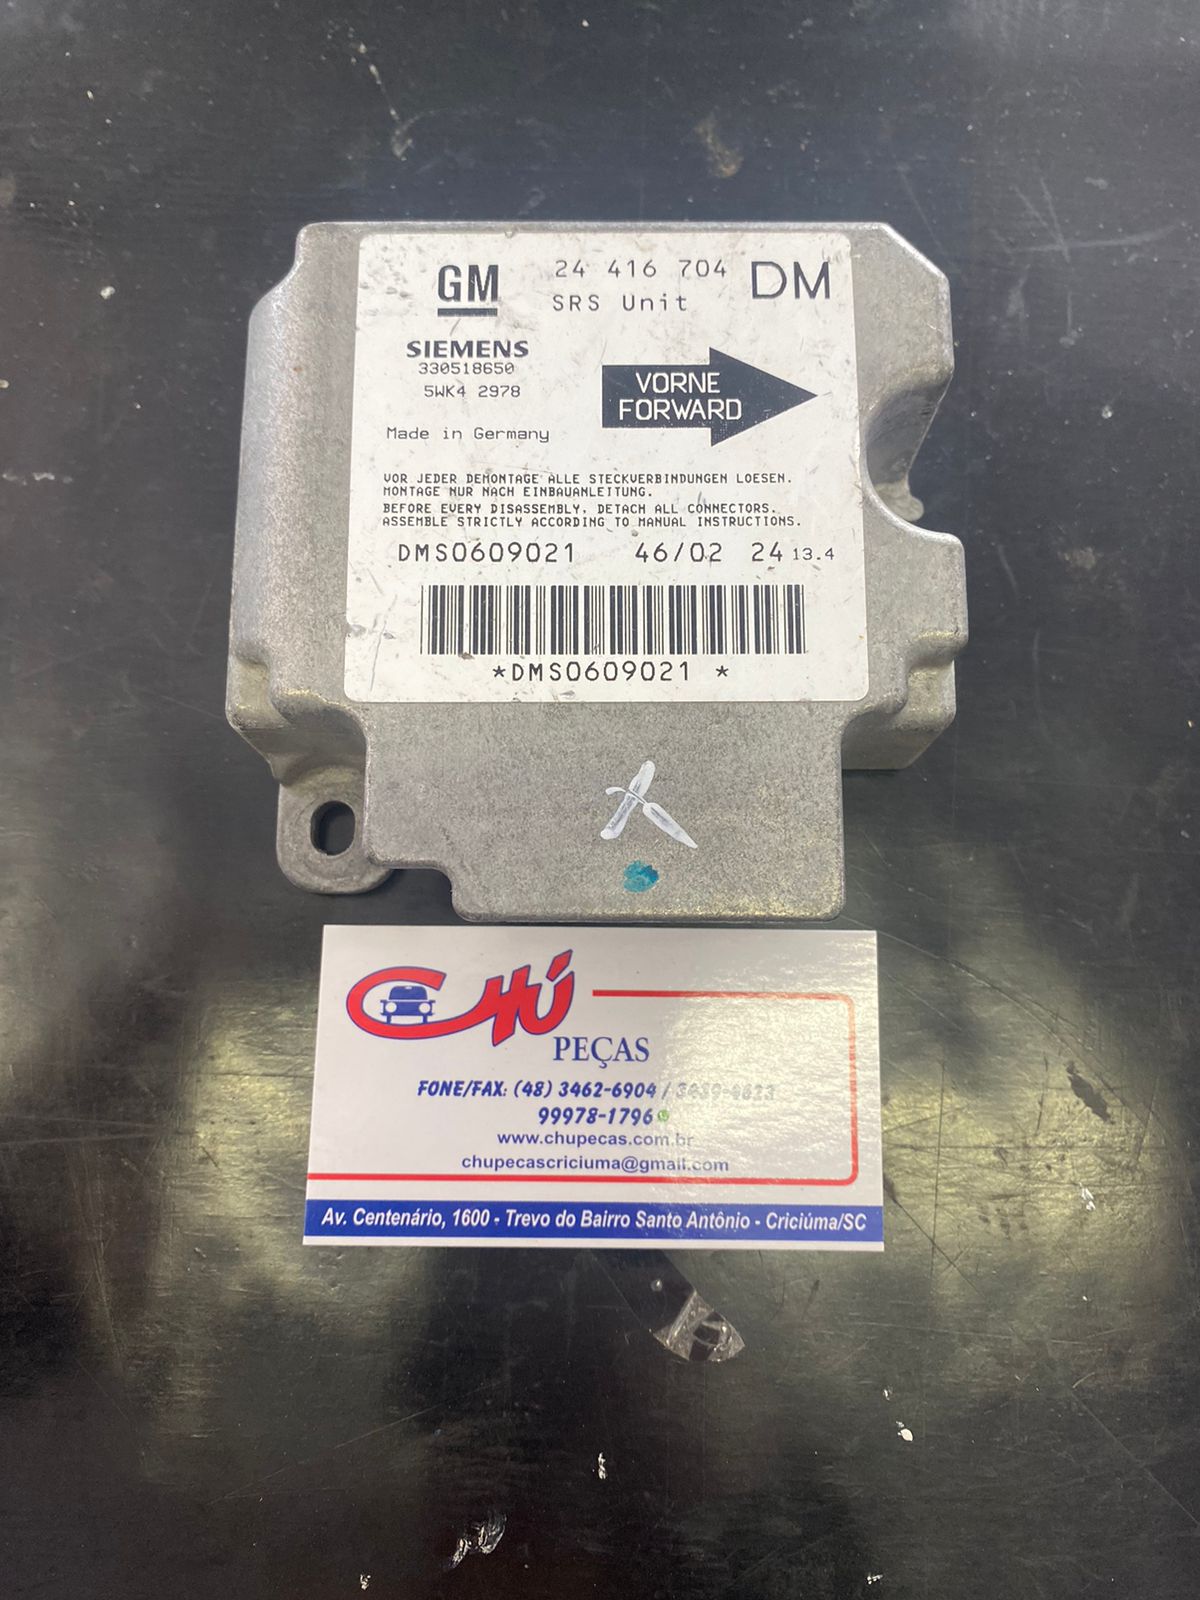 GM
24 416 704 DM
SRS Unit
SIEMENS
330518650
5WK4 2978
VORNE
FORWARD
Made in Germany
VOR JEDER DEMONTAGE ALLE STECKVERBINDUNGEN LOESEN.
MONTAGE NUR NACH EINBAUANLEITUNG.
BEFORE EVERY DISASSEMBLY, DETACH ALL CONNECTORS.
ASSEMBLE STRICTLY ACCORDING TO MANUAL INSTRUCTIONS.
DMS0609021 46/02 24 13.4
*DMS0609021 *
CHÚ
PEÇAS
FONE/FAX: (48) 3462-6904 /
99978-1796
www.chupecas.com.br
chupecascriciuma@gmail.com
Av. Centenário, 1600 - Trevo do Bairro Santo Antônio - Criciúma/SC